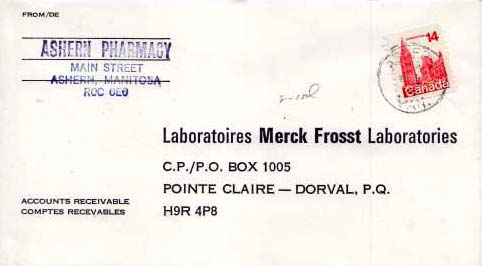 FROM/DE
ASHERN PHARMACY
MAIN STREET
ASHERN, MANITOBA
R0C 0E0
14
Canada
Laboratoires Merck Frosst Laboratories
C.P./P.O. BOX 1005
POINTE CLAIRE — DORVAL, P.Q.
H9R 4P8
ACCOUNTS RECEIVABLE
COMPTES RECEVABLES